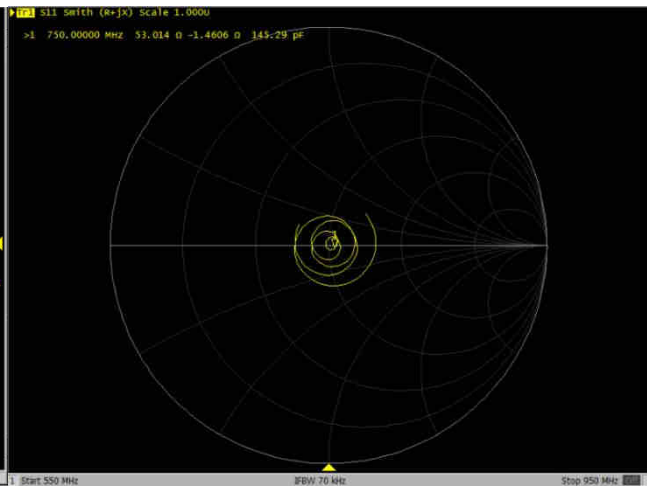 Tr1 S11 Smith (R+jX) Scale 1.000U
>1 750.00000 MHz 53.014 Ω -1.4606 Ω 145.29 pF
1 Start 550 MHz IFBW 70 kHz Stop 950 MHz